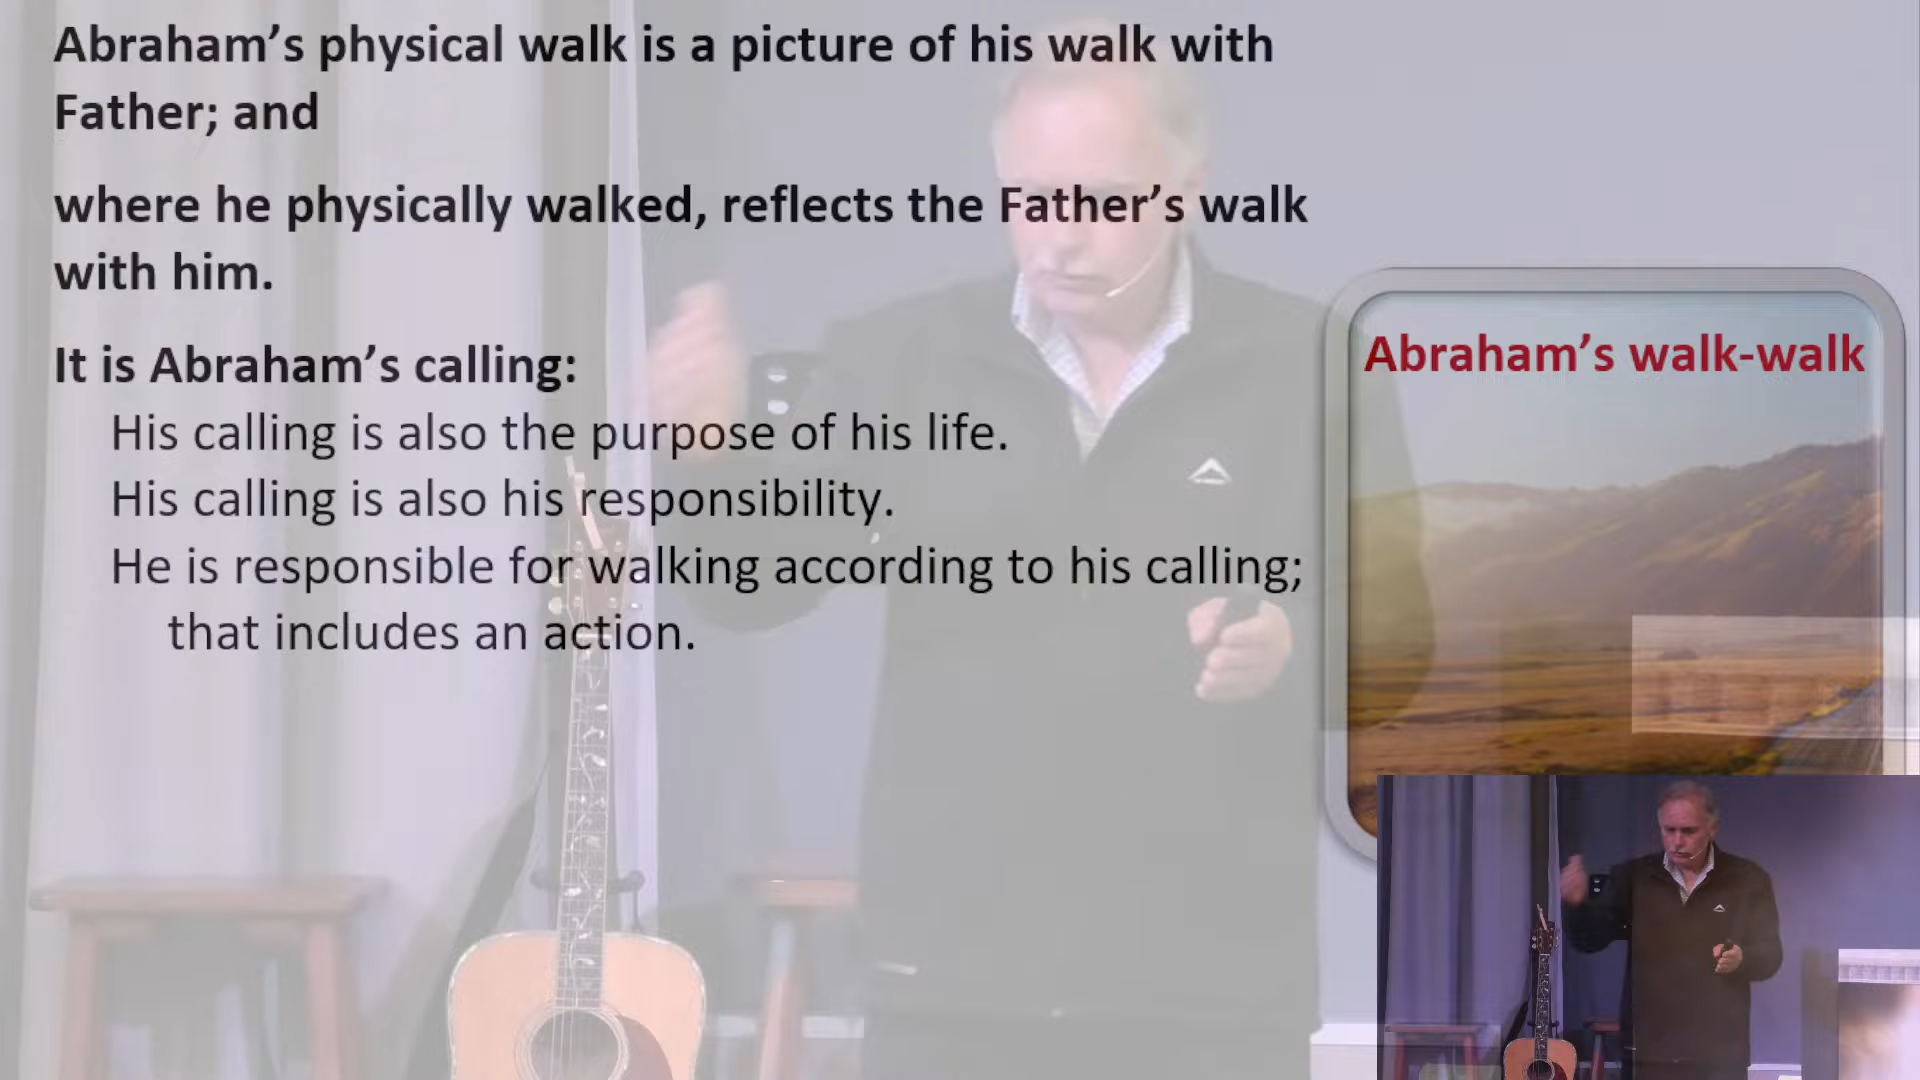 Abraham’s physical walk is a picture of his walk with
Father; and
where he physically walked, reflects the Father’s walk
with him.
It is Abraham’s calling:
His calling is also the purpose of his life.
His calling is also his responsibility.
He is responsible for walking according to his calling;
that includes an action.
Abraham’s walk-walk